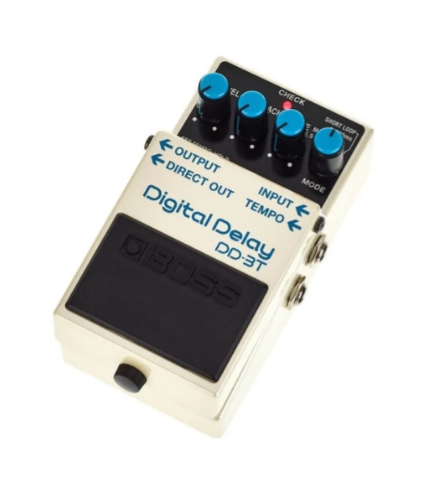 CHECK
SHORT LOOP
MODE
OUTPUT
DIRECT OUT
INPUT
TEMPO
Digital Delay
DD-3T
BOSS